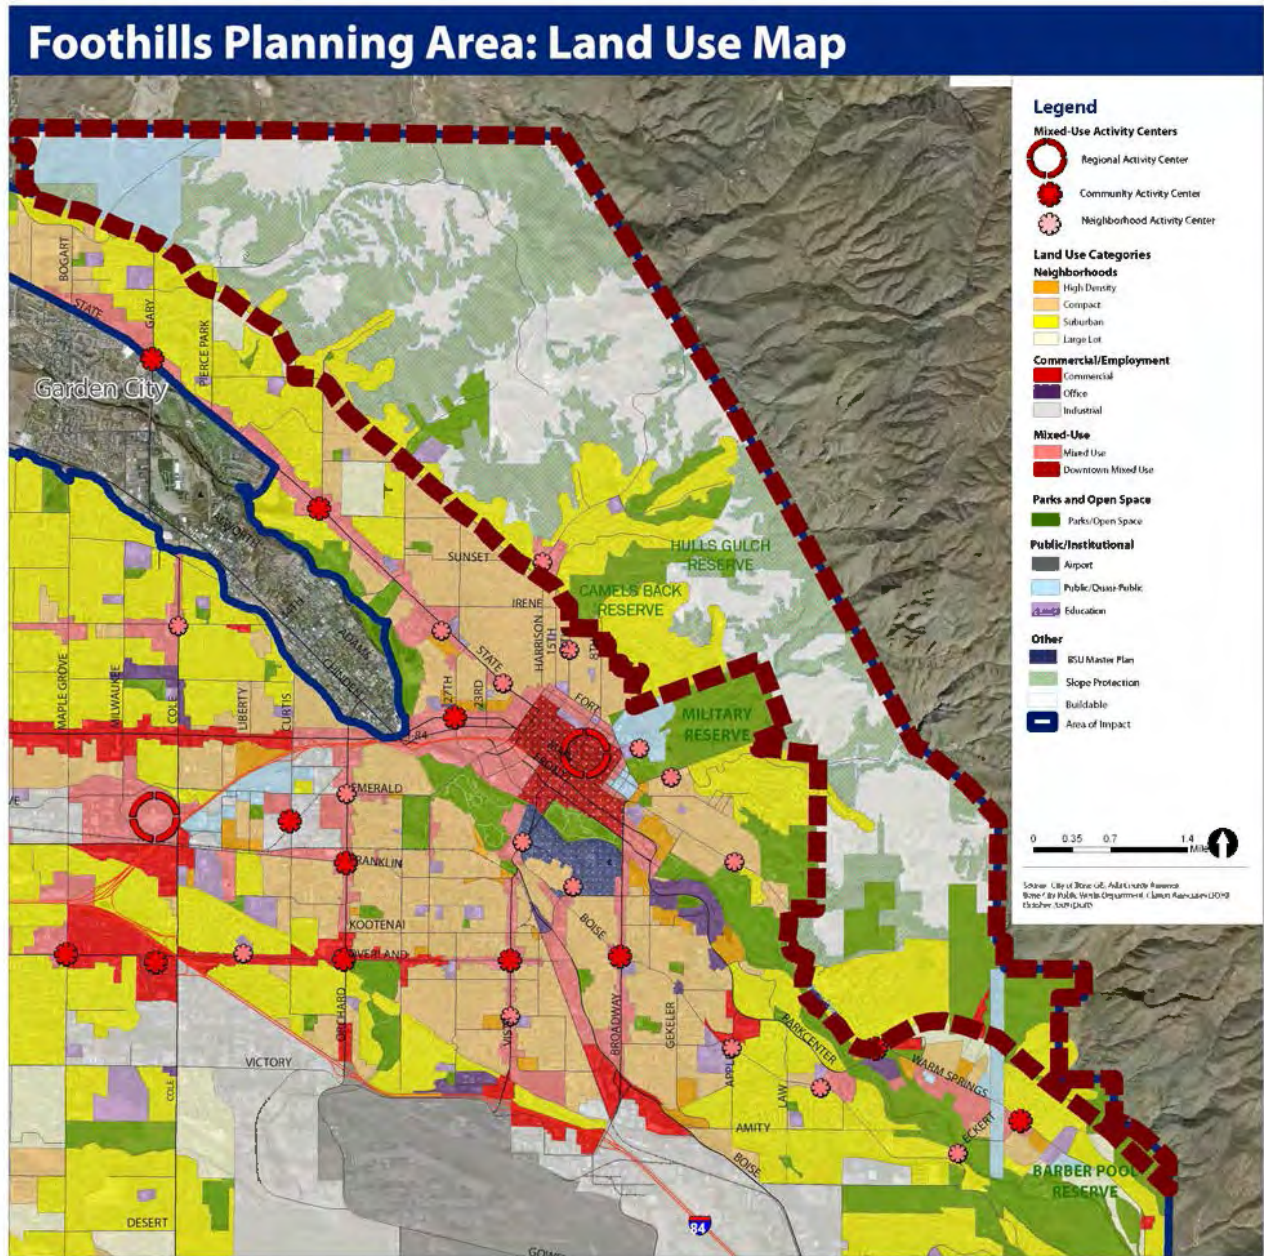 Foothills Planning Area: Land Use Map
Legend
Mixed-Use Activity Centers
Regional Activity Center
Community Activity Center
Neighborhood Activity Center
Land Use Categories
Neighborhoods
High Density
Compact
Suburban
Large Lot
Commercial/Employment
Commercial
Office
Industrial
Mixed-Use
Mixed Use
Downtown Mixed Use
Parks and Open Space
Parks/Open Space
Public/Institutional
Airport
Public/Quasi-Public
Education
Other
BSU Master Plan
Slope Protection
Buildable
Area of Impact
0 0.35 0.7 1.4
Miles
BOGART
STATE
GARY
PIERCE PARK
Garden City
SUNSET
HULLS GULCH
RESERVE
CAMELS BACK
RESERVE
IRENE
HARRISON
15TH
8TH
ADAMS
CHINDEN
STATE
27TH
23RD
FORT
MAPLE GROVE
MILWAUKEE
COLE
LIBERTY
CURTIS
84
MILITARY
RESERVE
EMERALD
FRANKLIN
KOOTENAI
OVERLAND
BOISE
ORCHARD
VISTA
BROADWAY
GEKELER
APPLE
LAW
PARKCENTER
WARM SPRINGS
ECKERT
VICTORY
COLE
AMITY
BOISE
BARBER POOL
RESERVE
DESERT
84